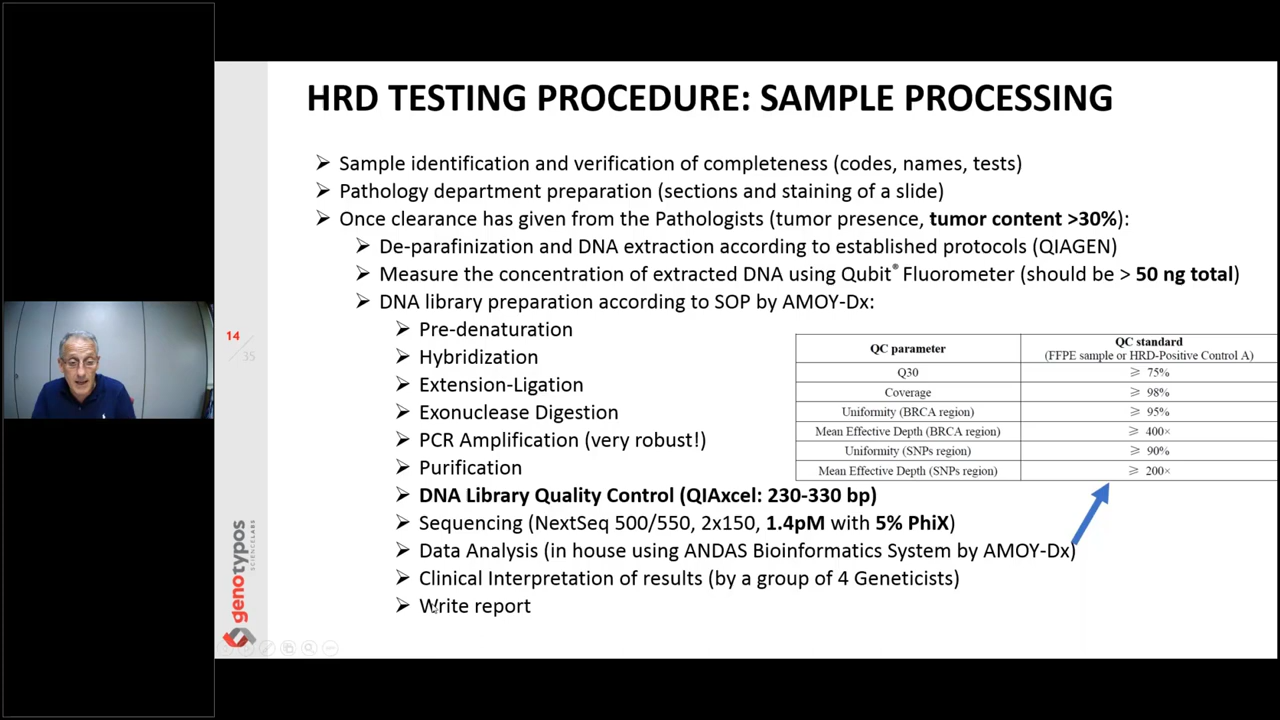 HRD TESTING PROCEDURE: SAMPLE PROCESSING
➢ Sample identification and verification of completeness (codes, names, tests)
➢ Pathology department preparation (sections and staining of a slide)
➢ Once clearance has given from the Pathologists (tumor presence, tumor content >30%):
➢ De-parafinization and DNA extraction according to established protocols (QIAGEN)
➢ Measure the concentration of extracted DNA using Qubit® Fluorometer (should be > 50 ng total)
➢ DNA library preparation according to SOP by AMOY-Dx:
➢ Pre-denaturation
➢ Hybridization
➢ Extension-Ligation
➢ Exonuclease Digestion
➢ PCR Amplification (very robust!)
➢ Purification
➢ DNA Library Quality Control (QIAxcel: 230-330 bp)
➢ Sequencing (NextSeq 500/550, 2x150, 1.4pM with 5% PhiX)
➢ Data Analysis (in house using ANDAS Bioinformatics System by AMOY-Dx)
➢ Clinical Interpretation of results (by a group of 4 Geneticists)
➢ Write report
QC parameter QC standard
(FFPE sample or HRD-Positive Control A)
Q30 ≥ 75%
Coverage ≥ 98%
Uniformity (BRCA region) ≥ 95%
Mean Effective Depth (BRCA region) ≥ 400×
Uniformity (SNPs region) ≥ 90%
Mean Effective Depth (SNPs region) ≥ 200×
14
35
genotypos
SCIENCE LABS